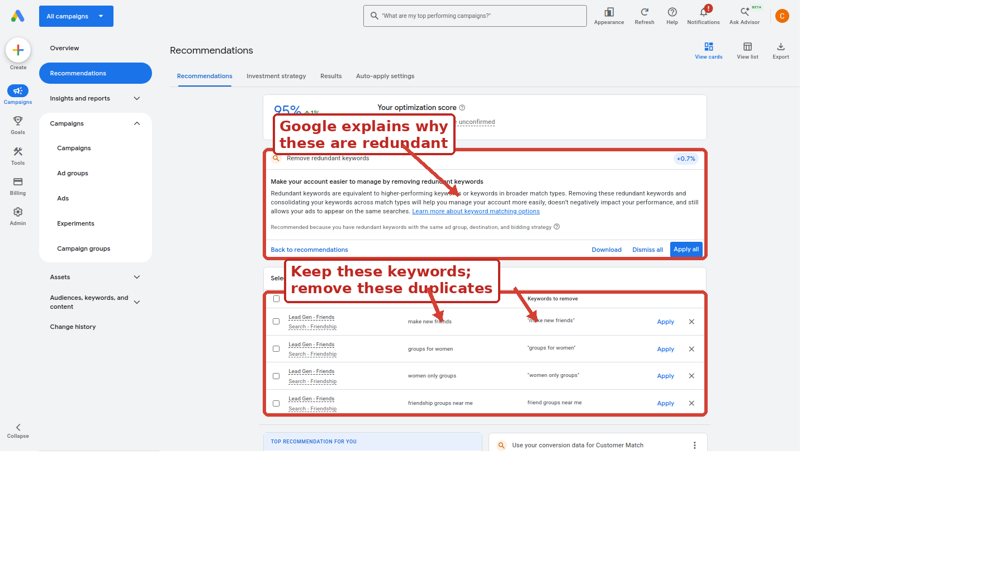 All campaigns
"What are my top performing campaigns?"
Appearance
Refresh
Help
!
Notifications
BETA
Ask Advisor
C
Create
Campaigns
Goals
Tools
Billing
Admin
Collapse
Overview
Recommendations
Insights and reports
Campaigns
Campaigns
Ad groups
Ads
Experiments
Campaign groups
Assets
Audiences, keywords, and
content
Change history
Recommendations
View cards
View list
Export
Recommendations
Investment strategy
Results
Auto-apply settings
95%
1%
Your optimization score
unconfirmed
Google explains why
these are redundant
Remove redundant keywords
+0.7%
Make your account easier to manage by removing redundant keywords
Redundant keywords are equivalent to higher-performing keywords or keywords in broader match types. Removing these redundant keywords and
consolidating your keywords across match types will help you manage your account more easily, doesn't negatively impact your performance, and still
allows your ads to appear on the same searches. Learn more about keyword matching options
Recommended because you have redundant keywords with the same ad group, destination, and bidding strategy
Back to recommendations
Download
Dismiss all
Apply all
Keep these keywords;
remove these duplicates
Keywords to remove
Lead Gen - Friends
Search - Friendship
make new friends
"make new friends"
Apply
Lead Gen - Friends
Search - Friendship
groups for women
"groups for women"
Apply
Lead Gen - Friends
Search - Friendship
women only groups
"women only groups"
Apply
Lead Gen - Friends
Search - Friendship
friendship groups near me
friend groups near me
Apply
TOP RECOMMENDATION FOR YOU
Use your conversion data for Customer Match